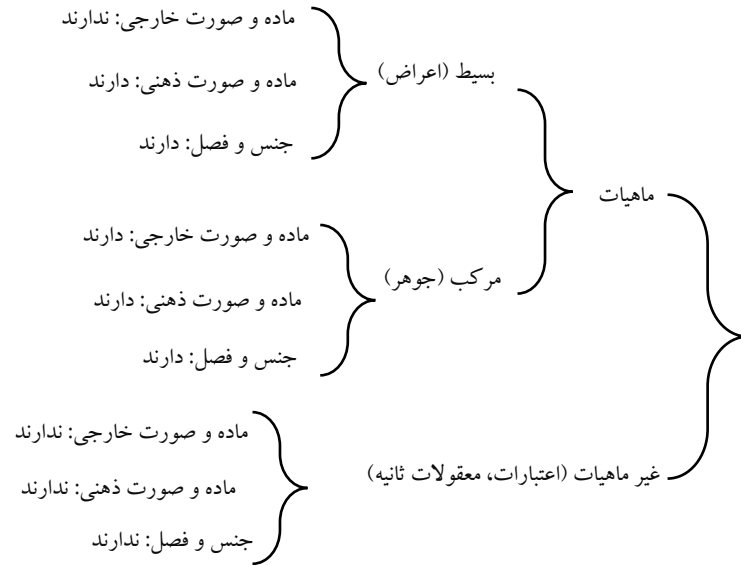 ماهیات
بسیط (اعراض)
ماده و صورت خارجی: ندارند
ماده و صورت ذهنی: دارند
جنس و فصل: دارند
مرکب (جوهر)
ماده و صورت خارجی: دارند
ماده و صورت ذهنی: دارند
جنس و فصل: دارند
غیر ماهیات (اعتبارات، معقولات ثانیه)
ماده و صورت خارجی: ندارند
ماده و صورت ذهنی: ندارند
جنس و فصل: ندارند